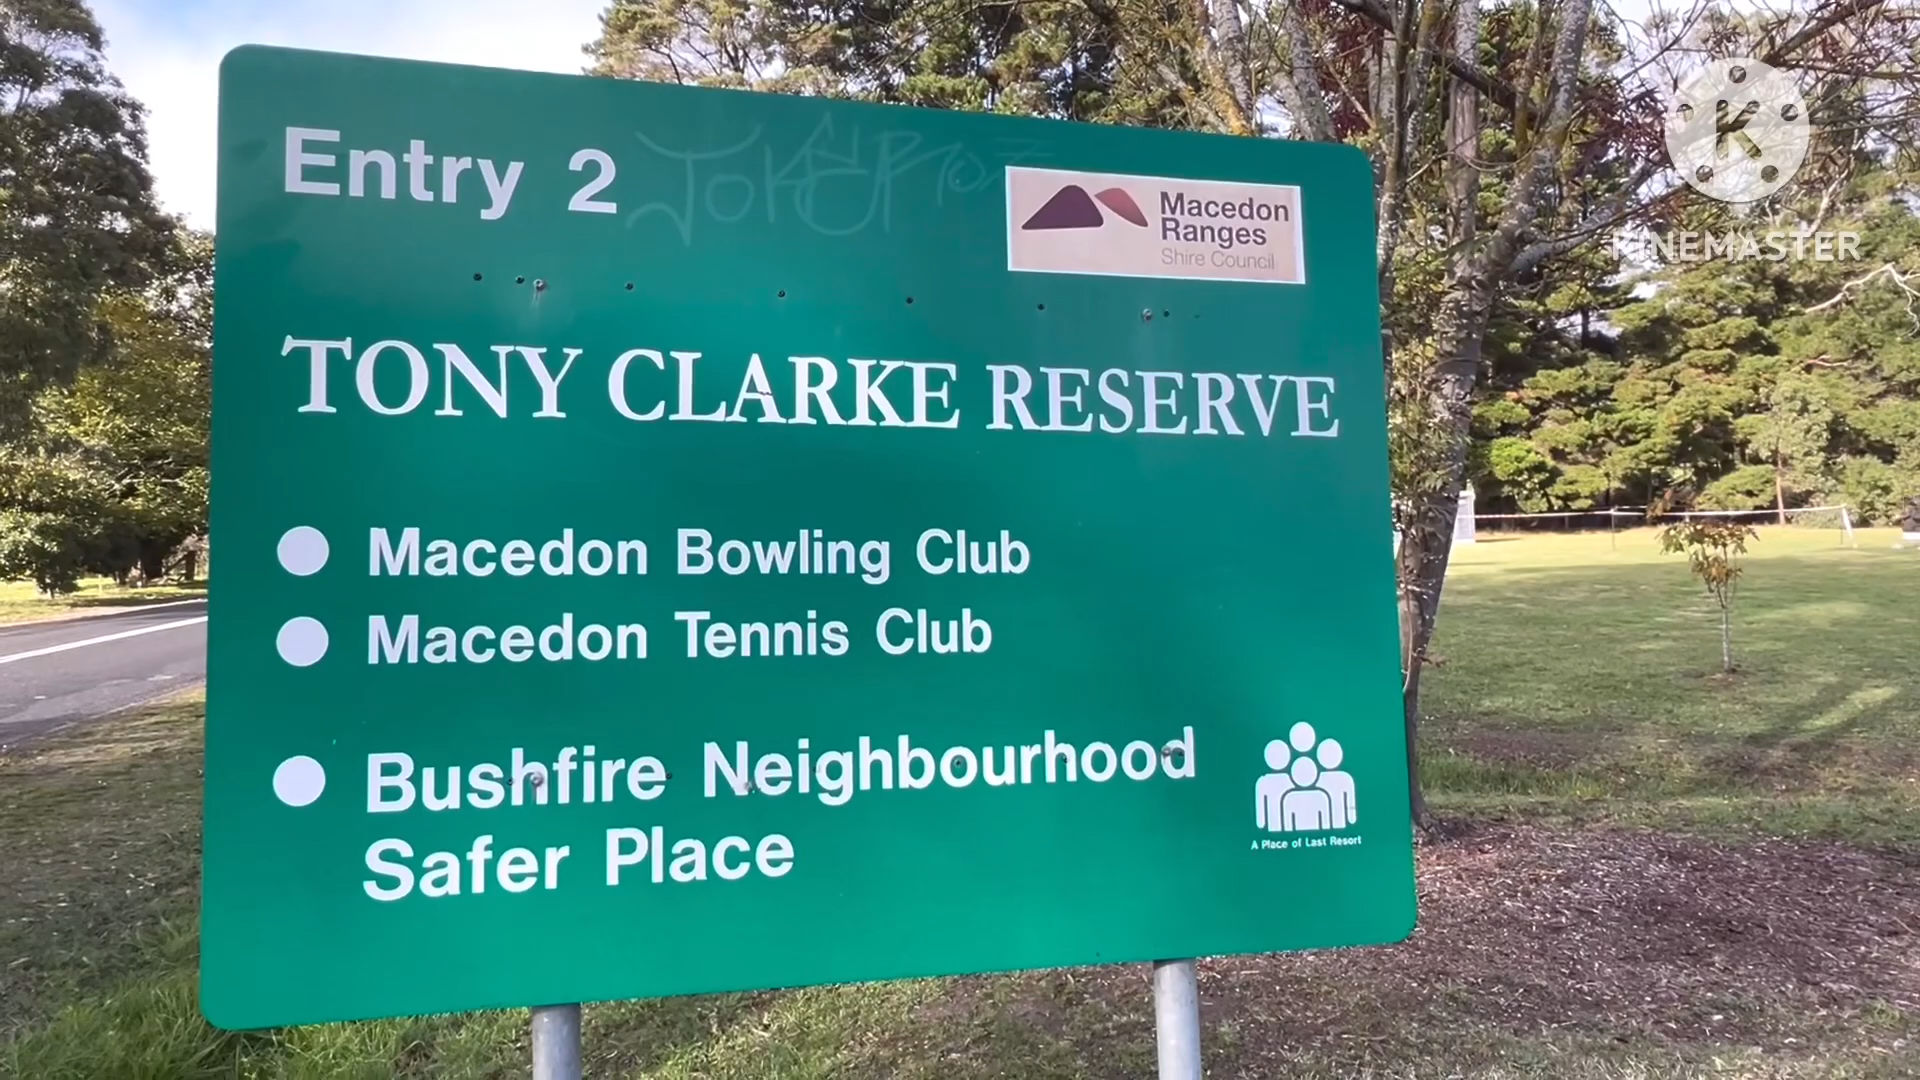 Entry 2
Macedon
Ranges
Shire Council
TONY CLARKE RESERVE
Macedon Bowling Club
Macedon Tennis Club
Bushfire Neighbourhood
Safer Place
A Place of Last Resort
K
KINEMASTER